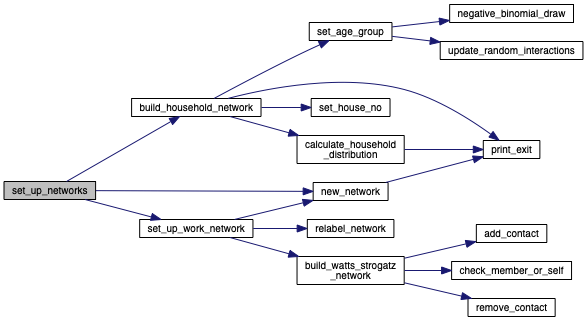 negative_binomial_draw
set_age_group
update_random_interactions
build_household_network
set_house_no
calculate_household
_distribution
print_exit
set_up_networks
new_network
set_up_work_network
relabel_network
add_contact
build_watts_strogatz
_network
check_member_or_self
remove_contact